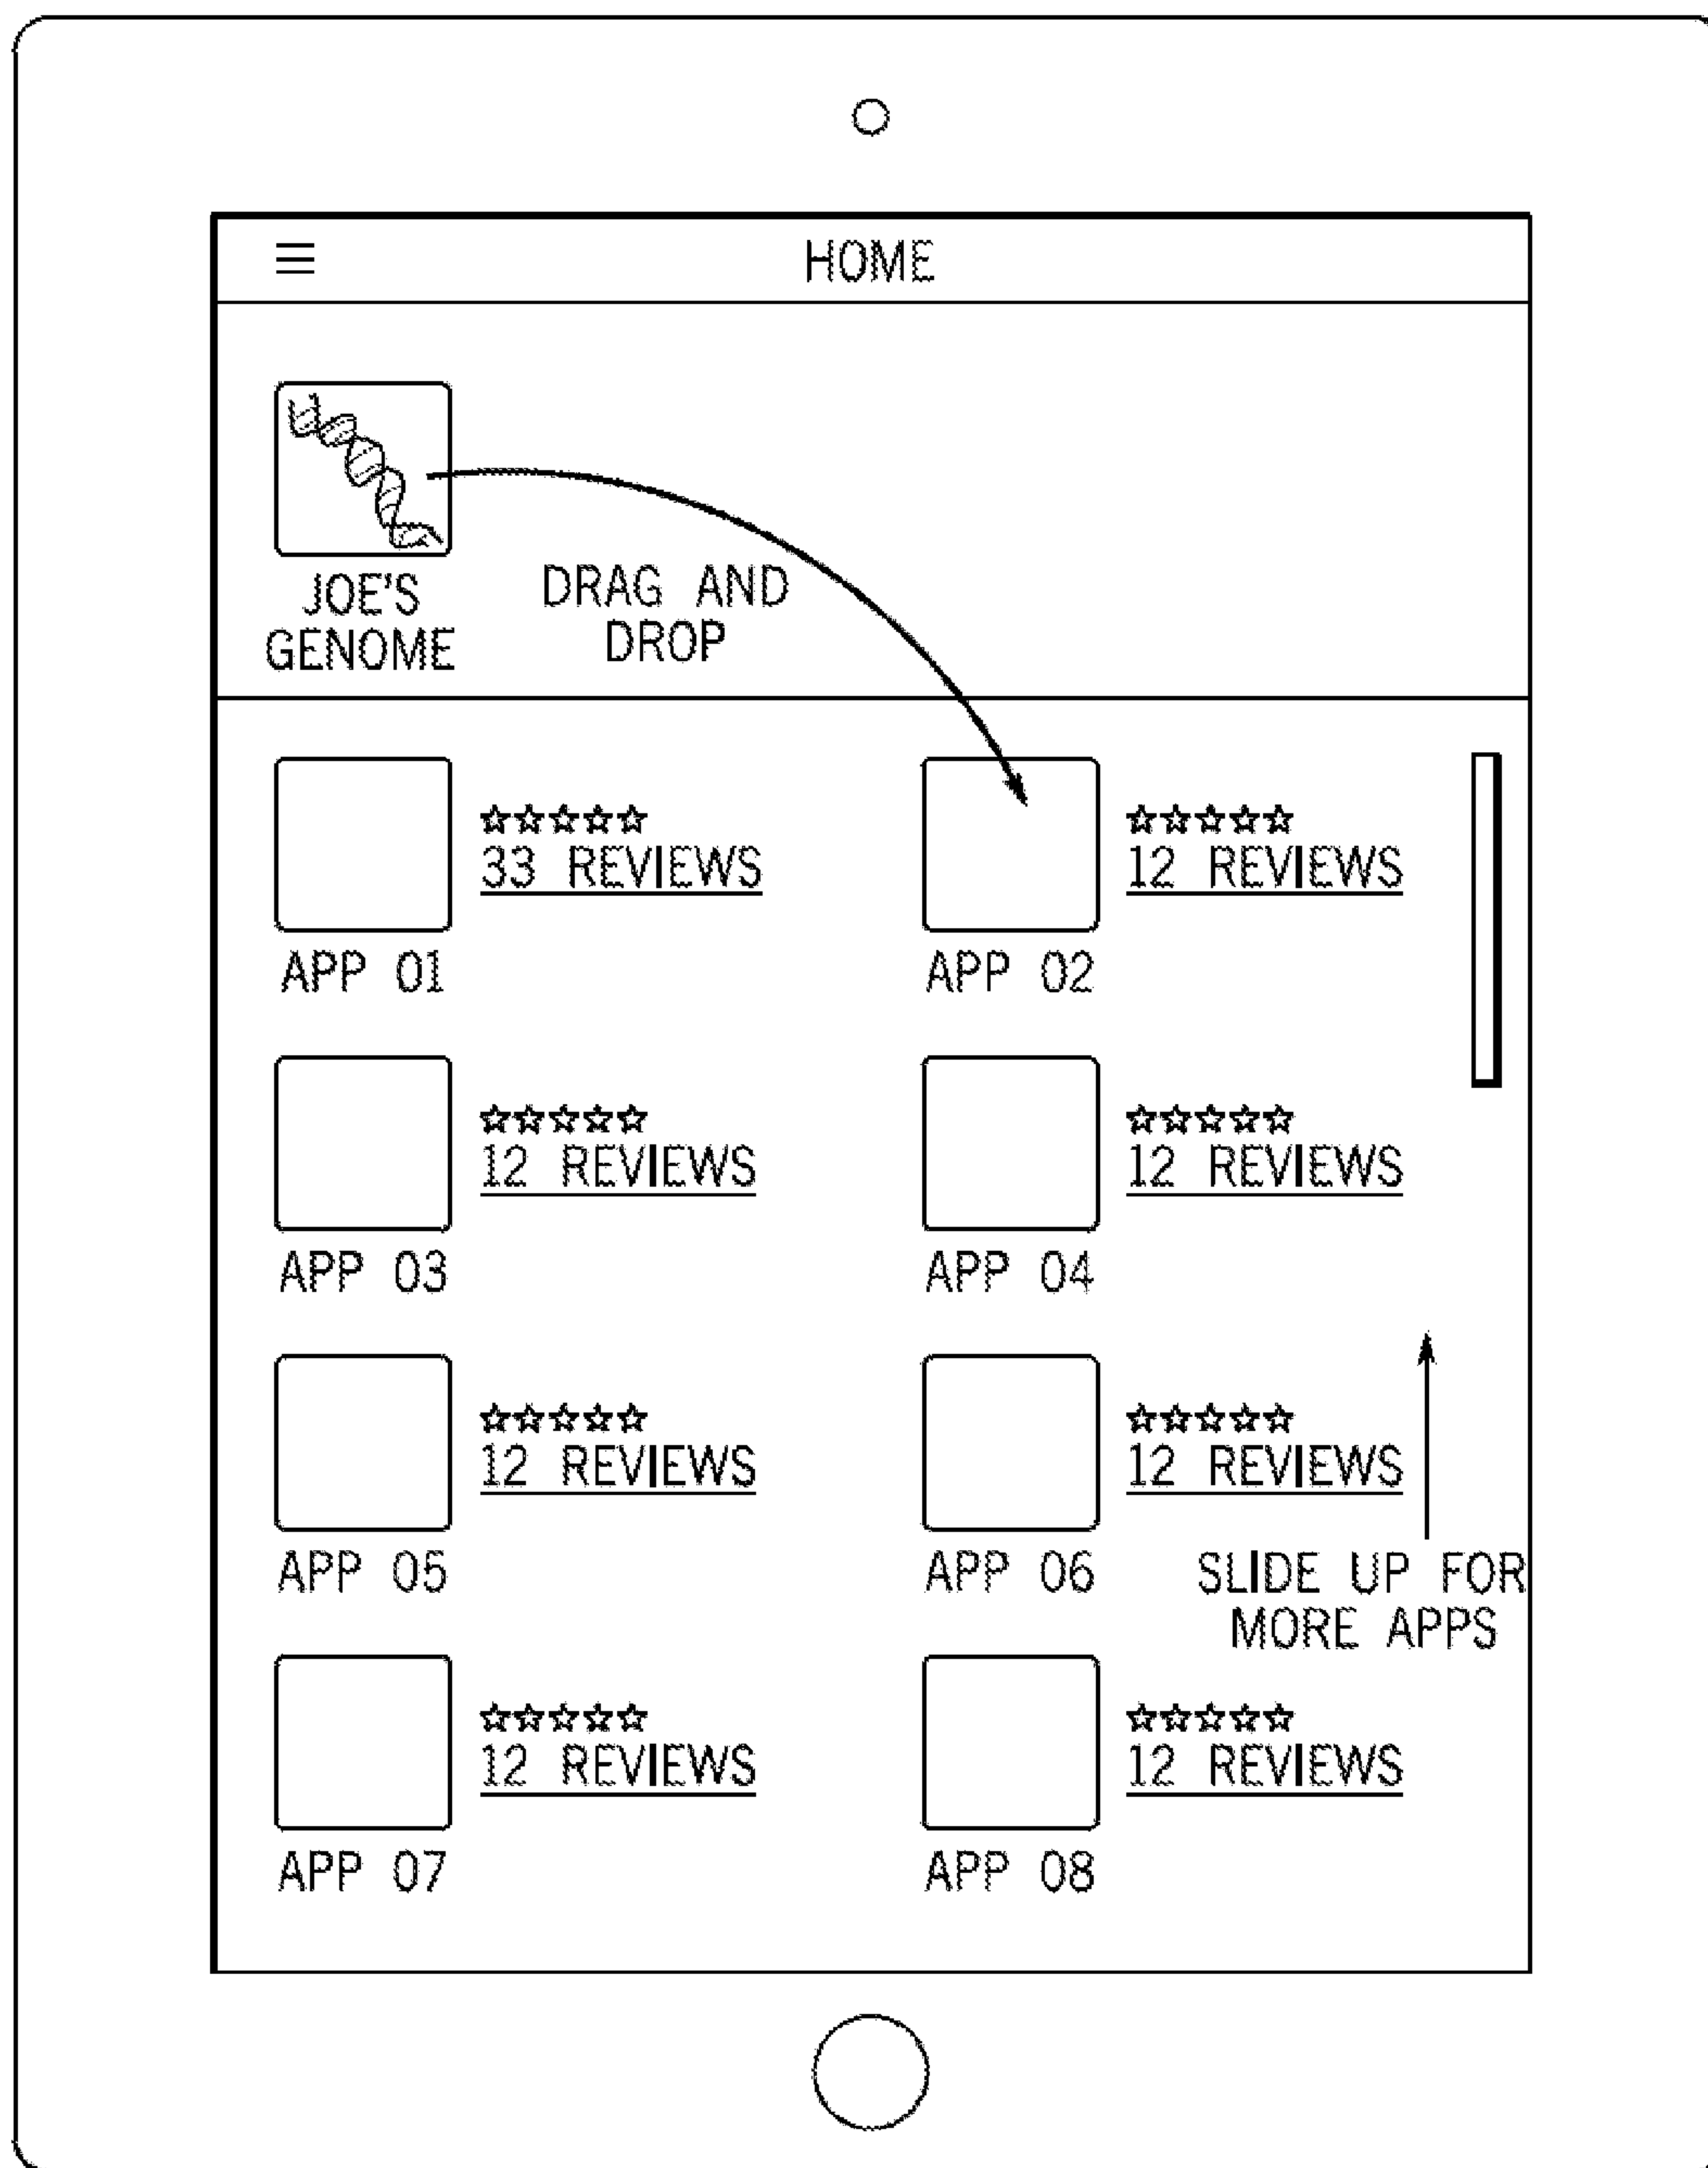 HOME
JOE'S
GENOME
DRAG AND
DROP
☆☆☆☆☆
33 REVIEWS
APP 01
☆☆☆☆☆
12 REVIEWS
APP 02
☆☆☆☆☆
12 REVIEWS
APP 03
☆☆☆☆☆
12 REVIEWS
APP 04
☆☆☆☆☆
12 REVIEWS
APP 05
☆☆☆☆☆
12 REVIEWS
APP 06
SLIDE UP FOR
MORE APPS
☆☆☆☆☆
12 REVIEWS
APP 07
☆☆☆☆☆
12 REVIEWS
APP 08